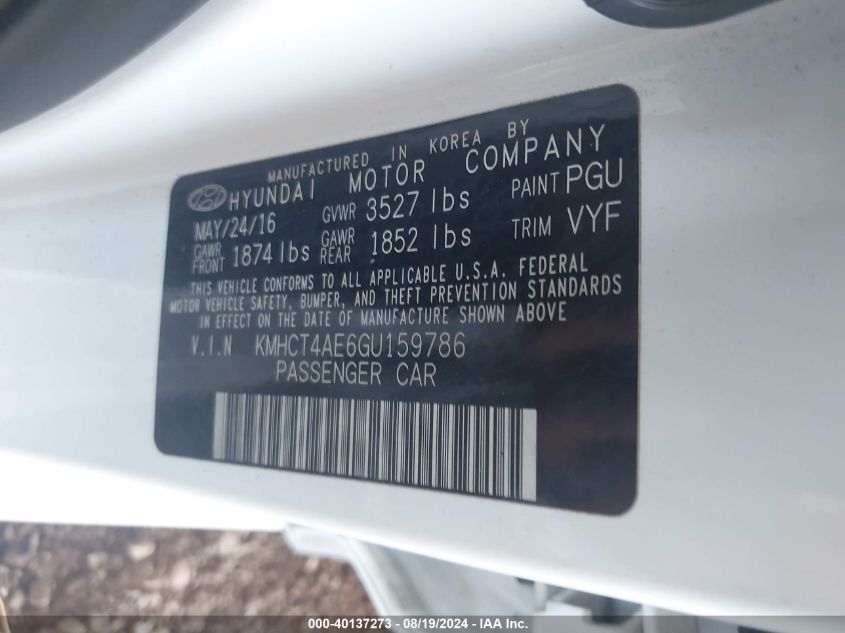 MANUFACTURED IN KOREA BY
HYUNDAI MOTOR COMPANY
MAY/24/16 GVWR 3527 lbs PAINT PGU
GAWR FRONT 1874 lbs GAWR REAR 1852 lbs TRIM VYF
THIS VEHICLE CONFORMS TO ALL APPLICABLE U.S.A. FEDERAL
MOTOR VEHICLE SAFETY, BUMPER, AND THEFT PREVENTION STANDARDS
IN EFFECT ON THE DATE OF MANUFACTURE SHOWN ABOVE
V.I.N KMHCT4AE6GU159786
PASSENGER CAR
000-40137273 - 08/19/2024 - IAA Inc.